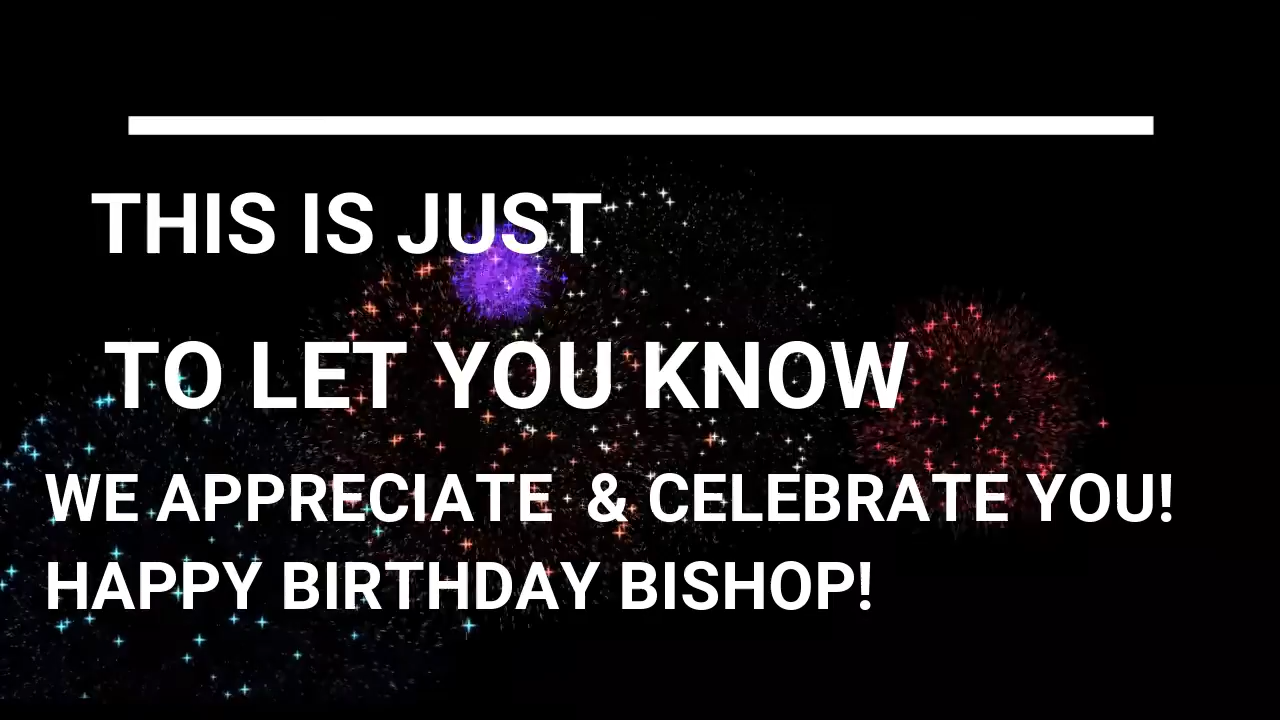 THIS IS JUST
TO LET YOU KNOW
WE APPRECIATE & CELEBRATE YOU!
HAPPY BIRTHDAY BISHOP!